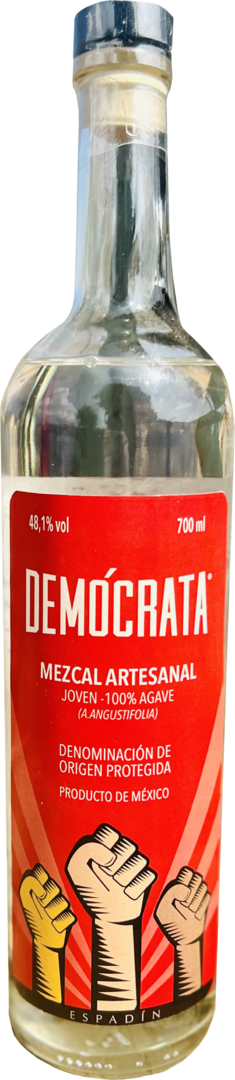 48,1% vol 700 ml
DEMÓCRATA®
MEZCAL ARTESANAL
JOVEN -100% AGAVE
(A.ANGUSTIFOLIA)
DENOMINACIÓN DE
ORIGEN PROTEGIDA
PRODUCTO DE MÉXICO
ESPADÍN